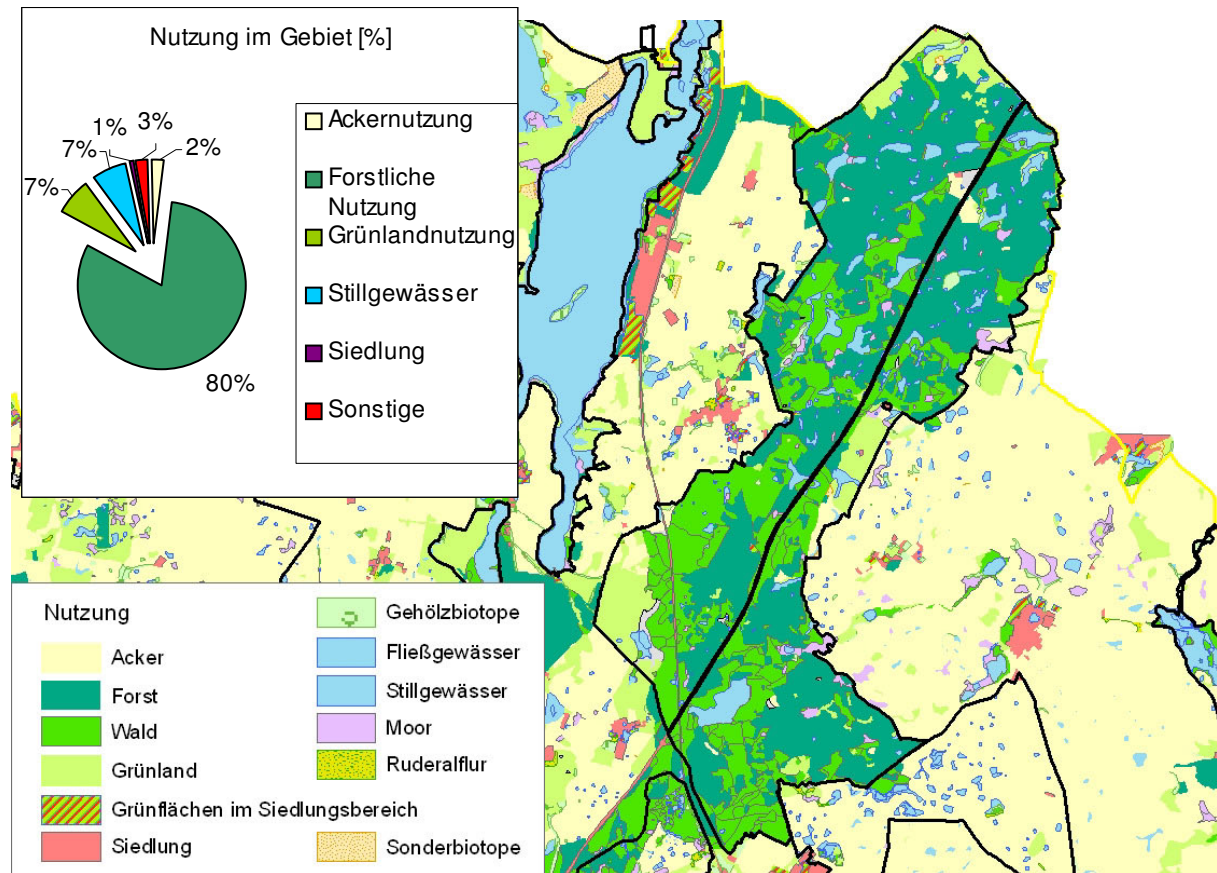 Nutzung im Gebiet [%]
1%
3%
7%
2%
7%
80%
Ackernutzung
Forstliche
Nutzung
Grünlandnutzung
Stillgewässer
Siedlung
Sonstige
Nutzung
Acker
Forst
Wald
Grünland
Grünflächen im Siedlungsbereich
Siedlung
Gehölzbiotope
Fließgewässer
Stillgewässer
Moor
Ruderalflur
Sonderbiotope